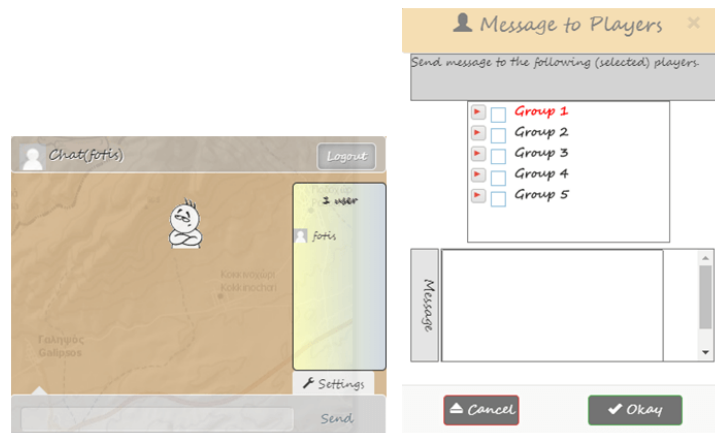 Chat(fotis)
Logout
1 user
fotis
Κοκκινοχώρι
Kokkinochori
Γαληψός
Galipsos
Settings
Send
Message to Players
Send message to the following (selected) players.
Group 1
Group 2
Group 3
Group 4
Group 5
Message
Cancel
Okay